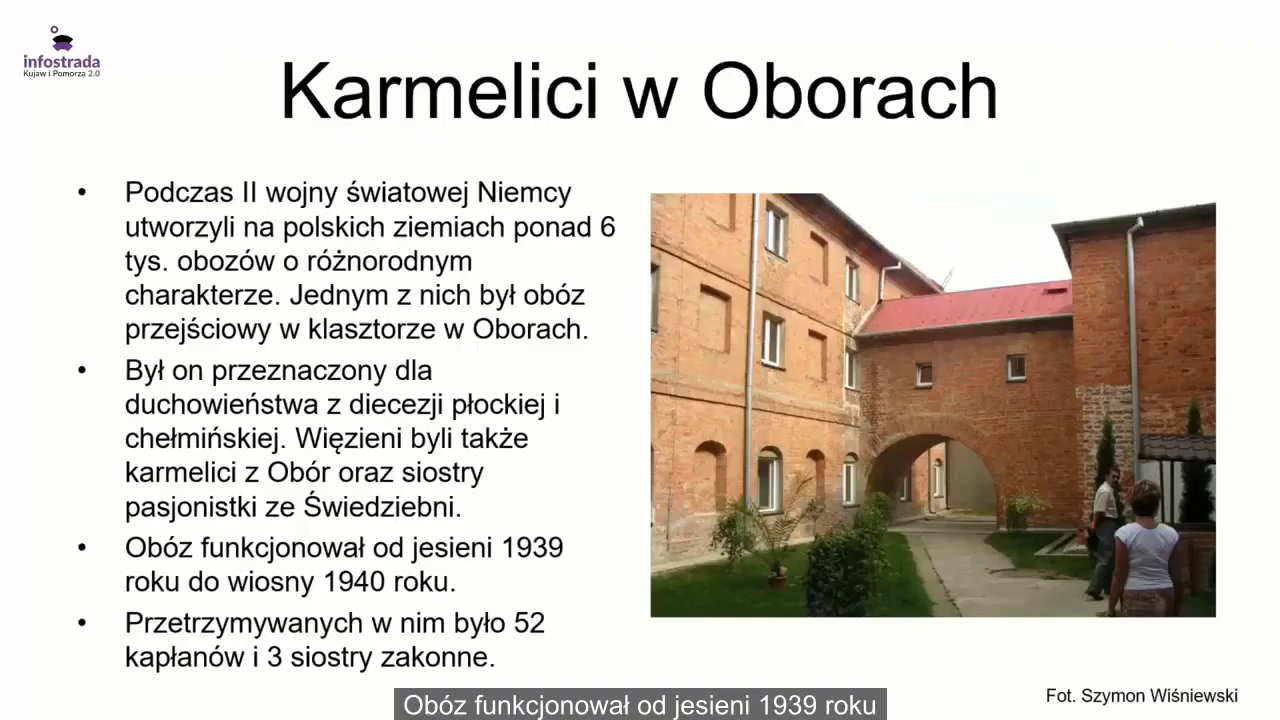 infostrada
Kujaw i Pomorza 2.0
Karmelici w Oborach
• Podczas II wojny światowej Niemcy
utworzyli na polskich ziemiach ponad 6
tys. obozów o różnorodnym
charakterze. Jednym z nich był obóz
przejściowy w klasztorze w Oborach.
• Był on przeznaczony dla
duchowieństwa z diecezji płockiej i
chełmińskiej. Więzieni byli także
karmelici z Obór oraz siostry
pasjonistki ze Świedziebni.
• Obóz funkcjonował od jesieni 1939
roku do wiosny 1940 roku.
• Przetrzymywanych w nim było 52
kapłanów i 3 siostry zakonne.
Fot. Szymon Wiśniewski
Obóz funkcjonował od jesieni 1939 roku